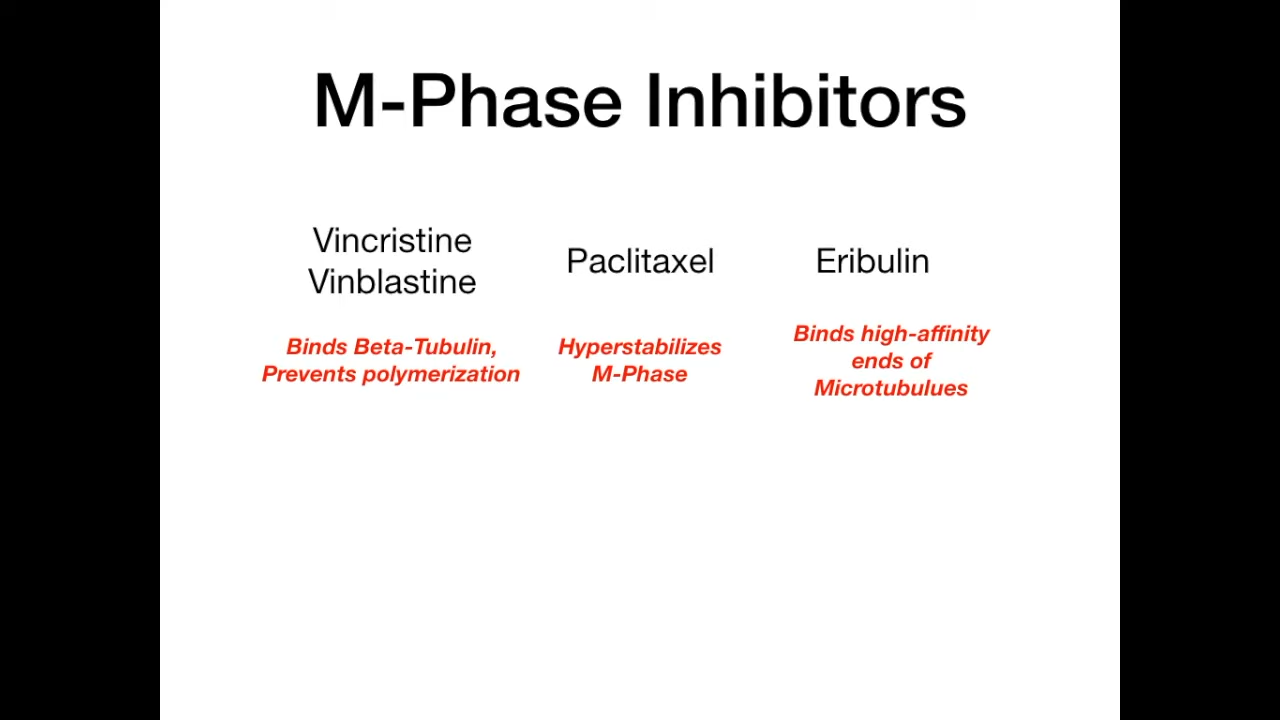 M-Phase Inhibitors
Vincristine
Vinblastine
Binds Beta-Tubulin,
Prevents polymerization
Paclitaxel
Hyperstabilizes
M-Phase
Eribulin
Binds high-affinity
ends of
Microtubulues